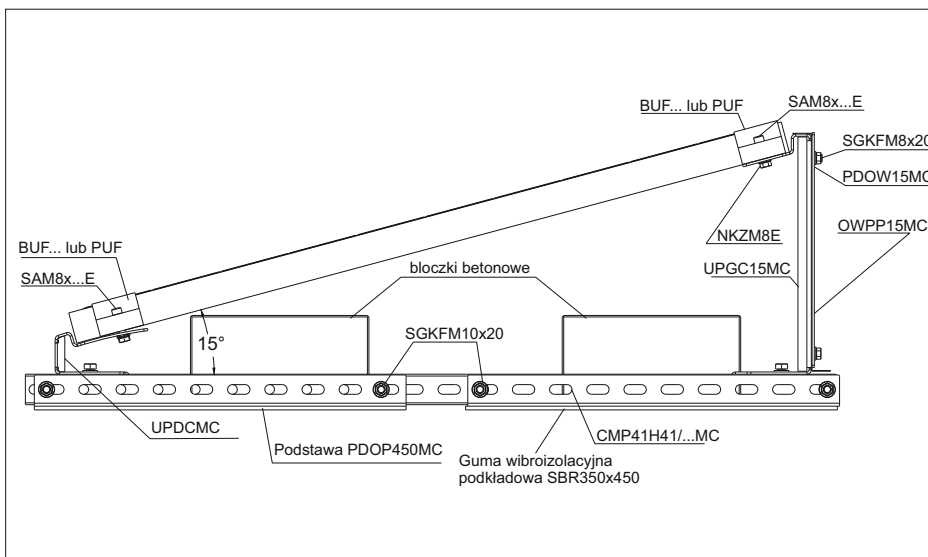 BUF... lub PUF
SAM8x...E
SGKFM8x20
PDOW15MC
OWPP15MC
NKZM8E
UPGC15MC
BUF... lub PUF
SAM8x...E
bloczki betonowe
15°
SGKFM10x20
UPDCMC
Podstawa PDOP450MC
CMP41H41/...MC
Guma wibroizolacyjna
podkładowa SBR350x450